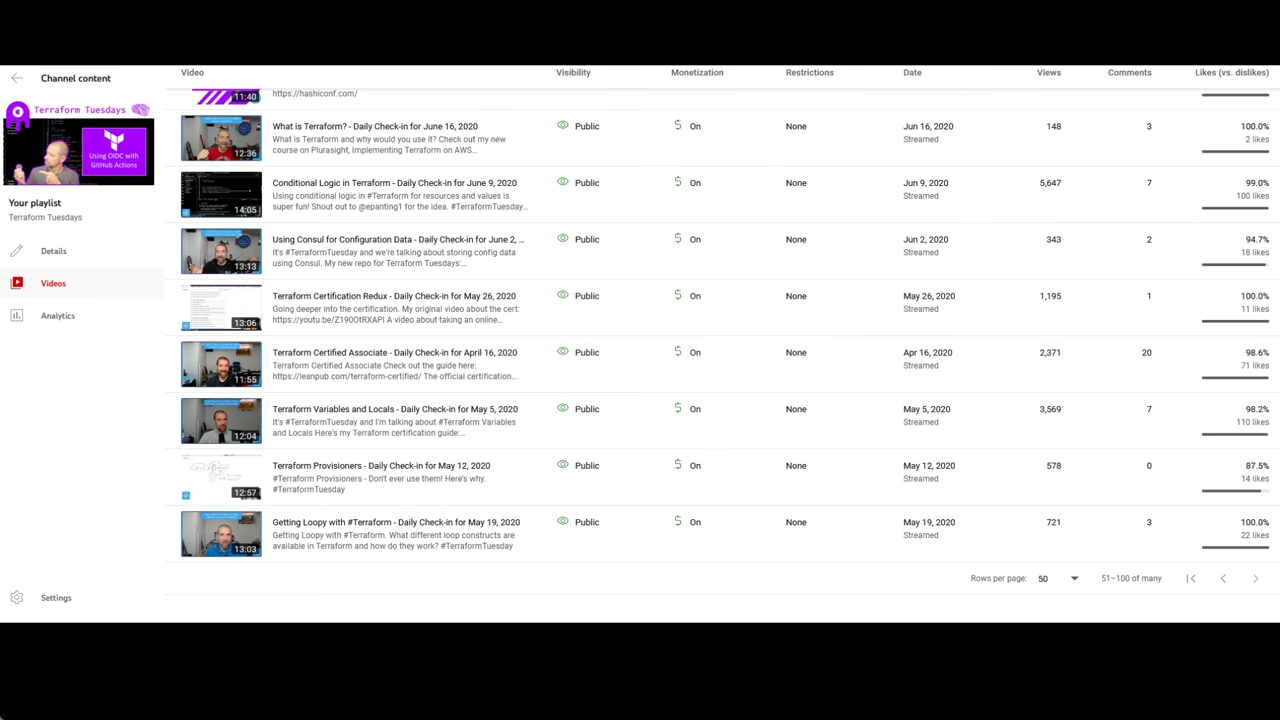 Channel content
Video
Visibility
Monetization
Restrictions
Date
Views
Comments
Likes (vs. dislikes)
Terraform Tuesdays
Using OIDC with
GitHub Actions
Your playlist
Terraform Tuesdays
Details
Videos
Analytics
Settings
11:40
https://hashiconf.com/
12:36
What is Terraform? - Daily Check-in for June 16, 2020
What is Terraform and why would you use it? Check out my new
course on Plurasight, Implementing Terraform on AWS...
Public
On
None
Jun 16, 2020
Streamed
148
3
100.0%
2 likes
14:05
Conditional Logic in Terraform - Daily Check-in for June 9, 2020
Using conditional logic in #Terraform for resources and values is
super fun! Shout out to @epanting1 for the idea. #TerraformTuesday...
Public
On
None
Jun 9, 2020
Streamed
5,647
7
99.0%
100 likes
13:13
Using Consul for Configuration Data - Daily Check-in for June 2, ...
It's #TerraformTuesday and we're talking about storing config data
using Consul. My new repo for Terraform Tuesdays:...
Public
On
None
Jun 2, 2020
Streamed
343
2
94.7%
18 likes
13:06
Terraform Certification Redux - Daily Check-in for May 26, 2020
Going deeper into the certification. My original video about the cert:
https://youtu.be/Z190OtRXAPI A video about taking an online...
Public
On
None
May 26, 2020
Streamed
1,195
1
100.0%
11 likes
11:55
Terraform Certified Associate - Daily Check-in for April 16, 2020
Terraform Certified Associate Check out the guide here:
https://leanpub.com/terraform-certified/ The official certification...
Public
On
None
Apr 16, 2020
Streamed
2,371
20
98.6%
71 likes
12:04
Terraform Variables and Locals - Daily Check-in for May 5, 2020
It's #TerraformTuesday and I'm talking about #Terraform Variables
and Locals Here's my Terraform certification guide:...
Public
On
None
May 5, 2020
Streamed
3,569
7
98.2%
110 likes
12:57
Terraform Provisioners - Daily Check-in for May 12, 2020
#Terraform Provisioners - Don't ever use them! Here's why.
#TerraformTuesday
Public
On
None
May 12, 2020
Streamed
578
0
87.5%
14 likes
13:03
Getting Loopy with #Terraform - Daily Check-in for May 19, 2020
Getting Loopy with #Terraform. What different loop constructs are
available in Terraform and how do they work? #TerraformTuesday
Public
On
None
May 19, 2020
Streamed
721
3
100.0%
22 likes
Rows per page: 50
51–100 of many